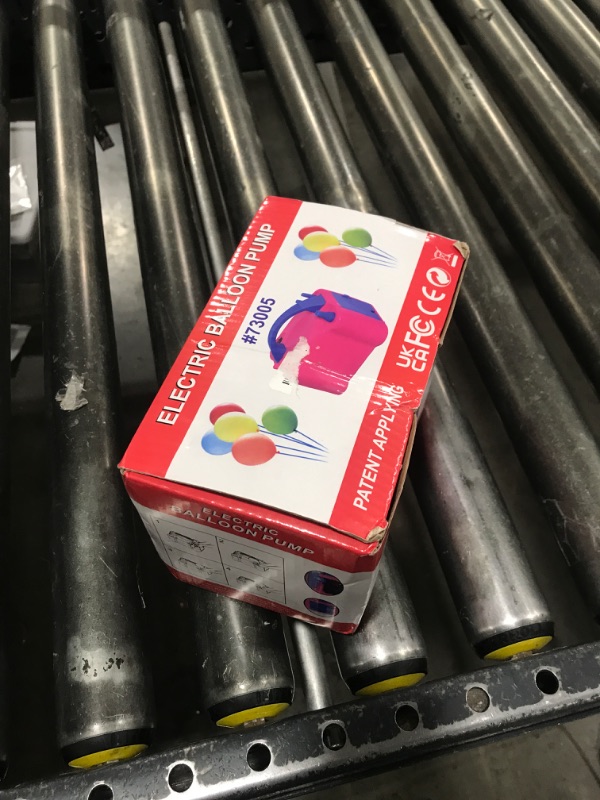 ELECTRIC BALLOON PUMP
#73005
PATENT APPLYING
UK
CA
FC CE
ELECTRIC
BALLOON PUMP